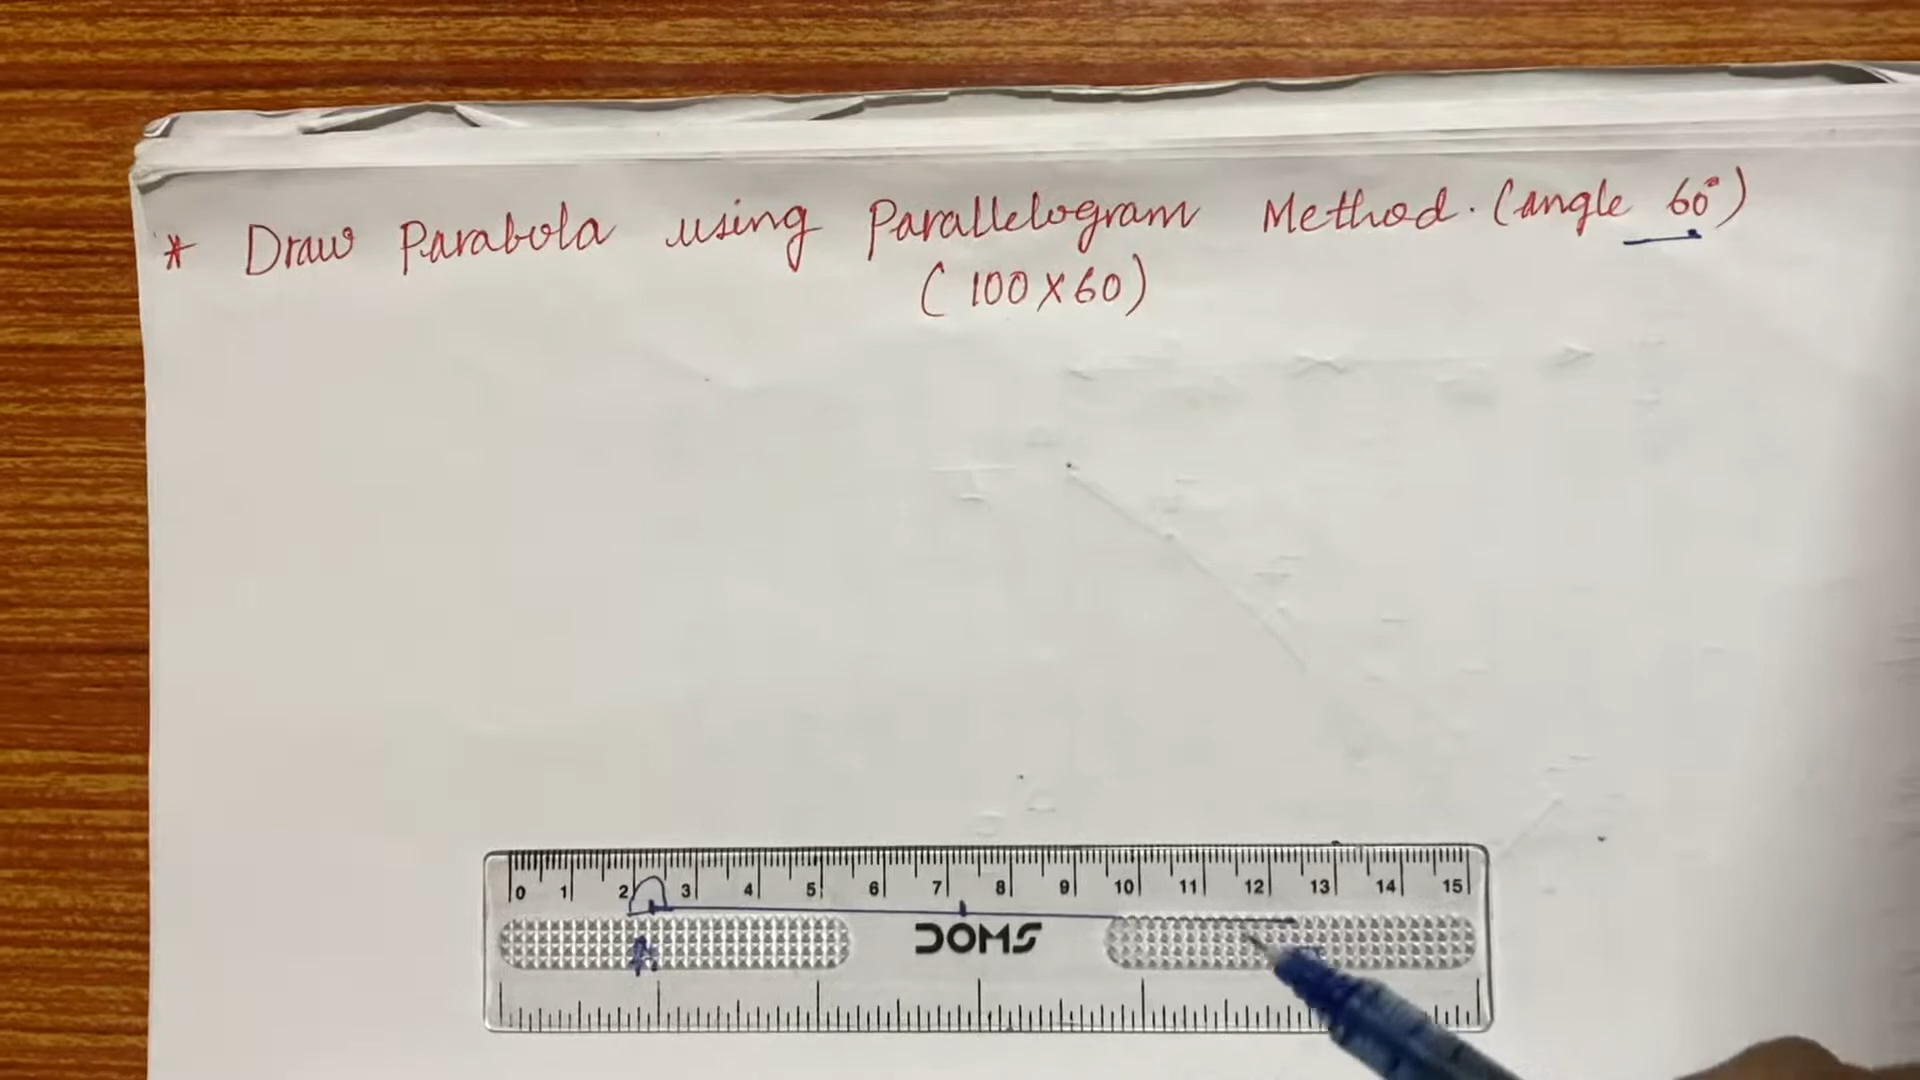 * Draw Parabola using Parallelogram Method. (angle 60°)
(100 x 60)
0 1 2 3 4 5 6 7 8 9 10 11 12 13 14 15
DOMS
A